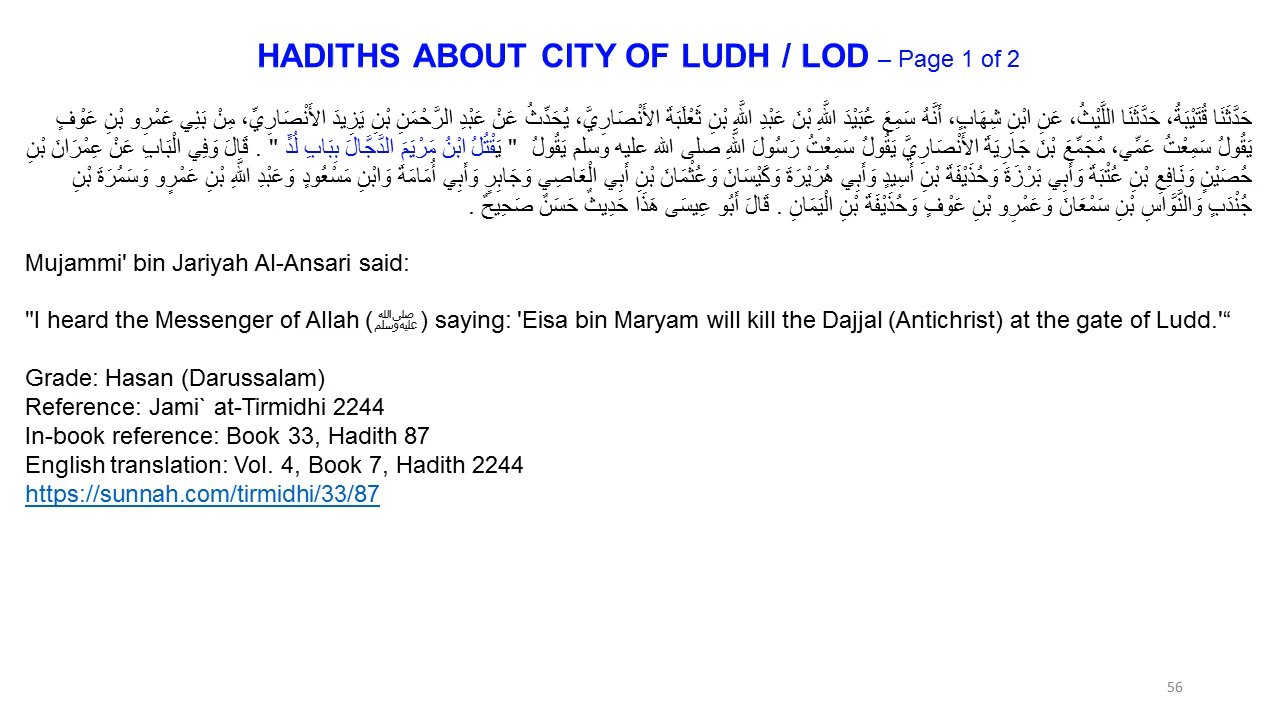 HADITHS ABOUT CITY OF LUDH / LOD – Page 1 of 2
حَدَّثَنَا قُتَيْبَةُ، حَدَّثَنَا اللَّيْثُ، عَنِ ابْنِ شِهَابٍ، أَنَّهُ سَمِعَ عُبَيْدَ اللَّهِ بْنَ عَبْدِ اللَّهِ بْنِ ثَعْلَبَةَ الأَنْصَارِيَّ، يُحَدِّثُ عَنْ عَبْدِ الرَّحْمَنِ بْنِ يَزِيدَ الأَنْصَارِيِّ، مِنْ بَنِي عَمْرِو بْنِ عَوْفٍ
يَقُولُ سَمِعْتُ عَمِّي، مُجَمِّعَ بْنَ جَارِيَةَ الأَنْصَارِيَّ يَقُولُ سَمِعْتُ رَسُولَ اللَّهِ صلى الله عليه وسلم يَقُولُ " يَقْتُلُ ابْنُ مَرْيَمَ الدَّجَّالَ بِبَابِ لُدٍّ " . قَالَ وَفِي الْبَابِ عَنْ عِمْرَانَ بْنِ
حُصَيْنٍ وَنَافِعِ بْنِ عُتْبَةَ وَأَبِي بَرْزَةَ وَحُذَيْفَةَ بْنِ أَسِيدٍ وَأَبِي هُرَيْرَةَ وَكَيْسَانَ وَعُثْمَانَ بْنِ أَبِي الْعَاصِي وَجَابِرٍ وَأَبِي أُمَامَةَ وَابْنِ مَسْعُودٍ وَعَبْدِ اللَّهِ بْنِ عَمْرٍو وَسَمُرَةَ بْنِ
جُنْدَبٍ وَالنَّوَّاسِ بْنِ سَمْعَانَ وَعَمْرِو بْنِ عَوْفٍ وَحُذَيْفَةَ بْنِ الْيَمَانِ . قَالَ أَبُو عِيسَى هَذَا حَدِيثٌ حَسَنٌ صَحِيحٌ .
Mujammi' bin Jariyah Al-Ansari said:
"I heard the Messenger of Allah (ﷺ) saying: 'Eisa bin Maryam will kill the Dajjal (Antichrist) at the gate of Ludd.'“
Grade: Hasan (Darussalam)
Reference: Jami` at-Tirmidhi 2244
In-book reference: Book 33, Hadith 87
English translation: Vol. 4, Book 7, Hadith 2244
https://sunnah.com/tirmidhi/33/87
56